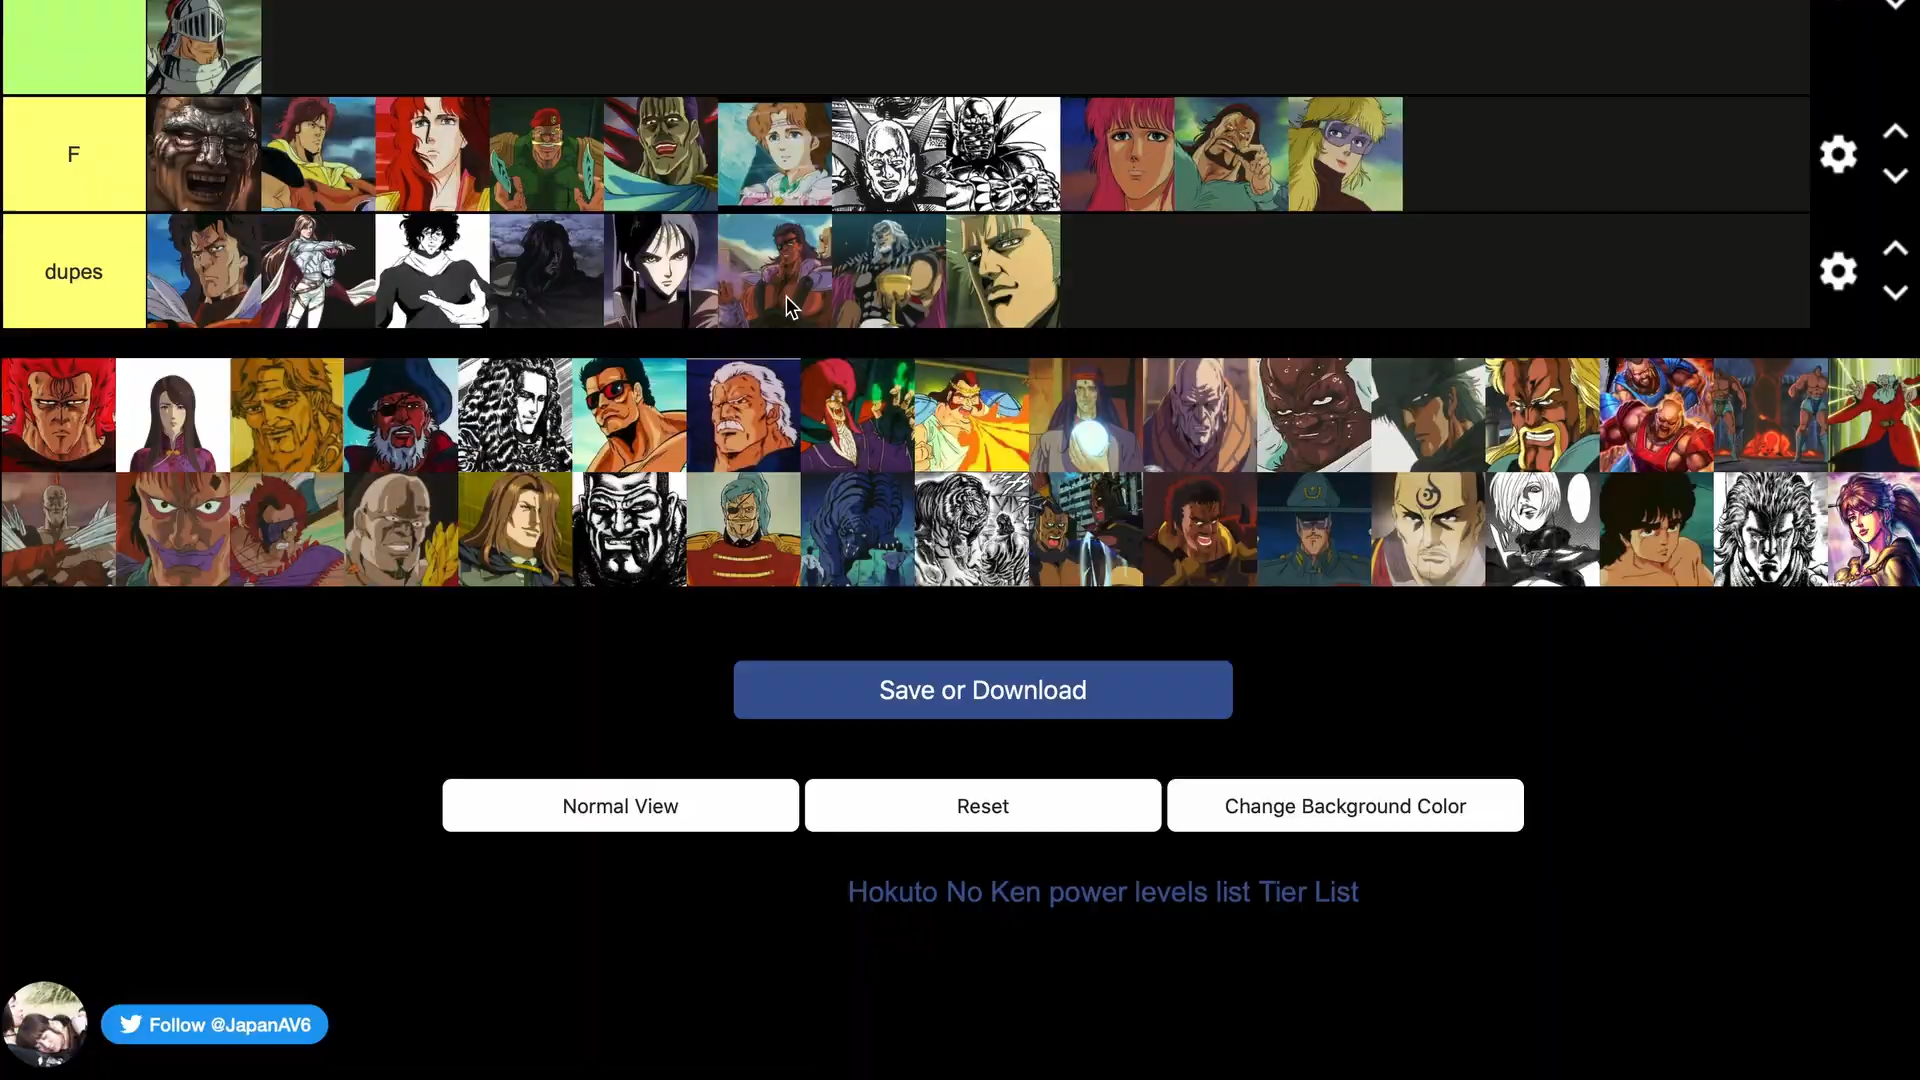 F
dupes
Save or Download
Normal View
Reset
Change Background Color
Hokuto No Ken power levels list Tier List
Follow @JapanAV6